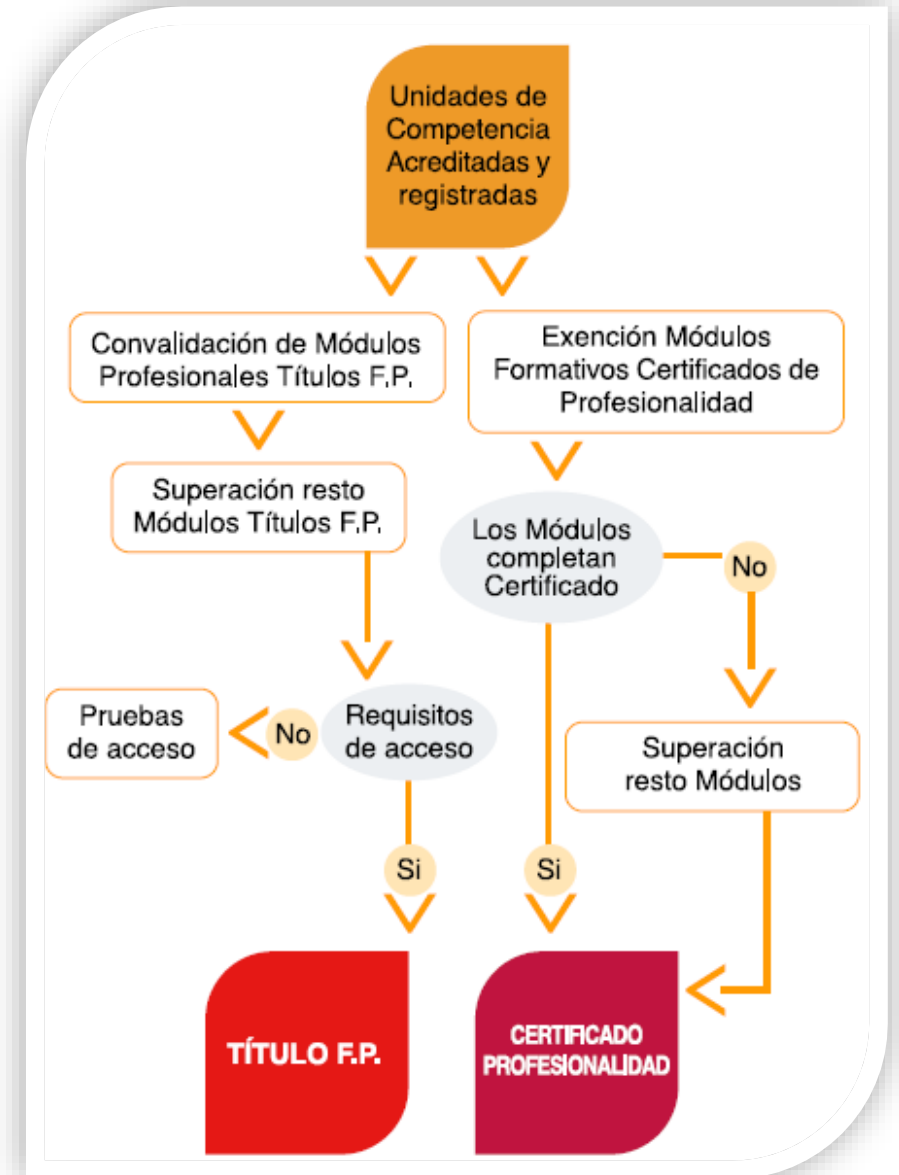 Unidades de
Competencia
Acreditadas y
registradas
Convalidación de Módulos
Profesionales Títulos F.P.
Exención Módulos
Formativos Certificados de
Profesionalidad
Superación resto
Módulos Títulos F.P.
Los Módulos
completan
Certificado
No
Pruebas
de acceso
No
Requisitos
de acceso
Superación
resto Módulos
Si
Si
TÍTULO F.P.
CERTIFICADO
PROFESIONALIDAD